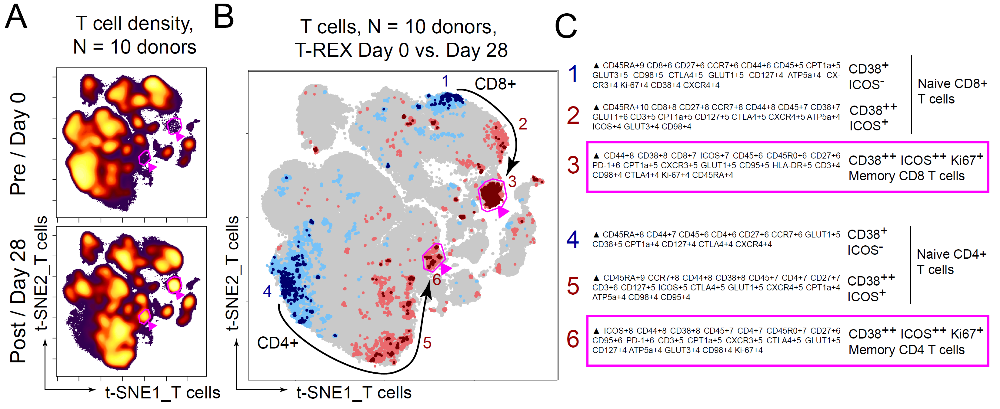 A
T cell density,
N = 10 donors
Pre / Day 0
Post / Day 28
t-SNE2_T cells
t-SNE1_T cells
B
T cells, N = 10 donors,
T-REX Day 0 vs. Day 28
1
CD8+
2
3
4
CD4+
5
6
t-SNE2_T cells
t-SNE1_T cells
C
1
▲ CD45RA+9 CD8+6 CD27+6 CCR7+6 CD44+6 CD45+5 CPT1a+5
GLUT3+5 CD98+5 CTLA4+5 GLUT1+5 CD127+4 ATP5a+4 CX-
CR3+4 Ki-67+4 CD38+4 CXCR4+4
CD38+
ICOS-
2
▲ CD45RA+10 CD8+8 CD27+8 CCR7+8 CD44+8 CD45+7 CD38+7
GLUT1+6 CD3+5 CPT1a+5 CD127+5 CTLA4+5 CXCR4+5 ATP5a+4
ICOS+4 GLUT3+4 CD98+4
CD38++
ICOS+
Naive CD8+
T cells
3
▲ CD44+8 CD38+8 CD8+7 ICOS+7 CD45+6 CD45R0+6 CD27+6
PD-1+6 CPT1a+5 CXCR3+5 GLUT1+5 CD95+5 HLA-DR+5 CD3+4
CD98+4 CTLA4+4 Ki-67+4 CD45RA+4
CD38++ ICOS++ Ki67+
Memory CD8 T cells
4
▲ CD45RA+8 CD44+7 CD45+6 CD4+6 CD27+6 CCR7+6 GLUT1+5
CD38+5 CPT1a+4 CD127+4 CTLA4+4 CXCR4+4
CD38+
ICOS-
5
▲ CD45RA+9 CCR7+8 CD44+8 CD38+8 CD45+7 CD4+7 CD27+7
CD3+6 CD127+5 ICOS+5 CTLA4+5 GLUT1+5 CXCR4+5 CPT1a+4
ATP5a+4 CD98+4 CD95+4
CD38++
ICOS+
Naive CD4+
T cells
6
▲ ICOS+8 CD44+8 CD38+8 CD45+7 CD4+7 CD45R0+7 CD27+6
CD95+6 PD-1+6 CD3+5 CPT1a+5 CXCR3+5 CTLA4+5 GLUT1+5
CD127+4 ATP5a+4 GLUT3+4 CD98+4 Ki-67+4
CD38++ ICOS++ Ki67+
Memory CD4 T cells